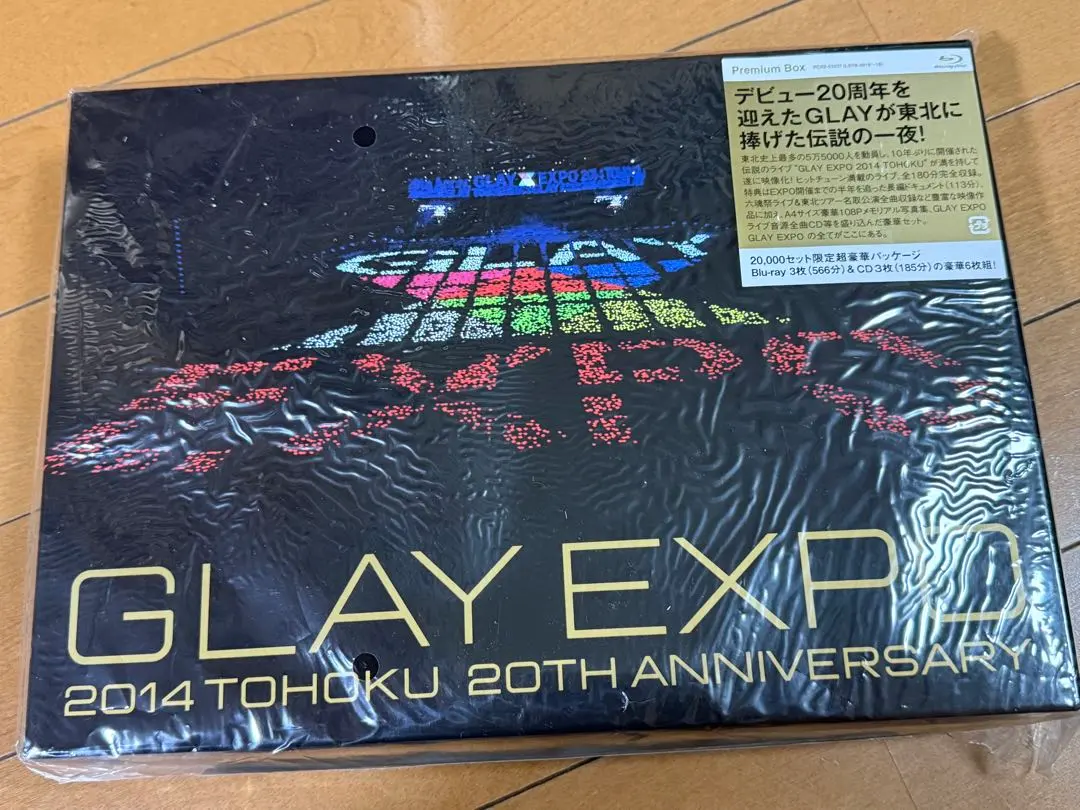 Premium Box
Blu-ray Disc
デビュー20周年を
迎えたGLAYが東北に
捧げた伝説の一夜!
東北史上最多の5万5000人を動員し、10年ぶりに開催された
伝説のライブ"GLAY EXPO 2014 TOHOKU"が満を持して
遂に映像化!ヒットチューン満載のライブ、全180分完全収録。
特典はEXPO開催までの半年を追った長編ドキュメント(113分)、
六魂祭ライブ&東北ツアー名取公演全曲収録など豊富な映像作
品に加え、A4サイズ豪華108Pメモリアル写真集、GLAY EXPO
ライブ音源全曲CD等を盛り込んだ豪華セット。
GLAY EXPO の全てがここにある。
20,000セット限定超豪華パッケージ
Blu-ray 3枚(566分)&CD3枚(185分)の豪華6枚組!
GLAY
EXPO
GLAY EXPO
2014 TOHOKU 20TH ANNIVERSARY